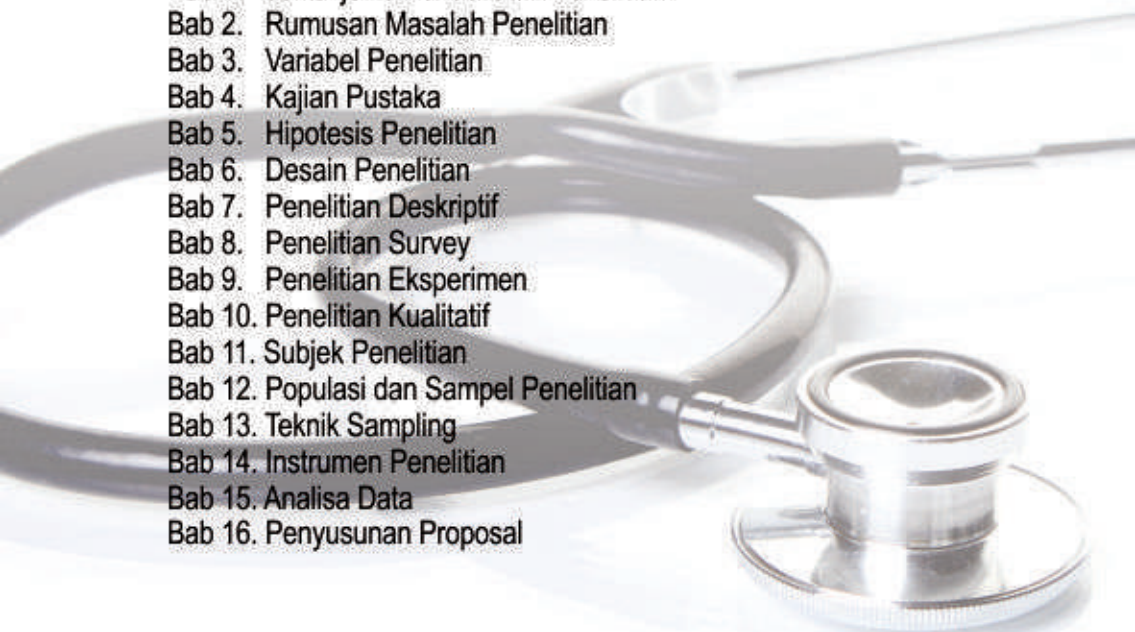 Bab 2. Rumusan Masalah Penelitian
Bab 3. Variabel Penelitian
Bab 4. Kajian Pustaka
Bab 5. Hipotesis Penelitian
Bab 6. Desain Penelitian
Bab 7. Penelitian Deskriptif
Bab 8. Penelitian Survey
Bab 9. Penelitian Eksperimen
Bab 10. Penelitian Kualitatif
Bab 11. Subjek Penelitian
Bab 12. Populasi dan Sampel Penelitian
Bab 13. Teknik Sampling
Bab 14. Instrumen Penelitian
Bab 15. Analisa Data
Bab 16. Penyusunan Proposal